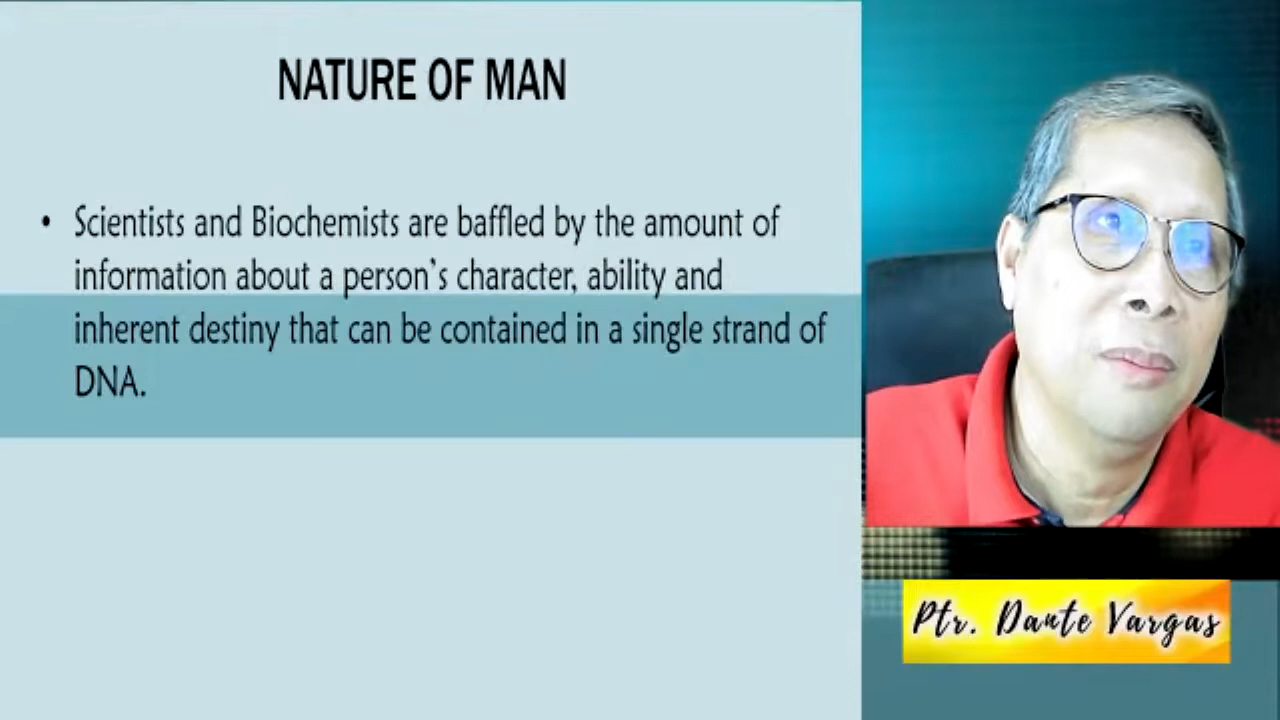 NATURE OF MAN
• Scientists and Biochemists are baffled by the amount of
information about a person's character, ability and
inherent destiny that can be contained in a single strand of
DNA.
Ptr. Dante Vargas